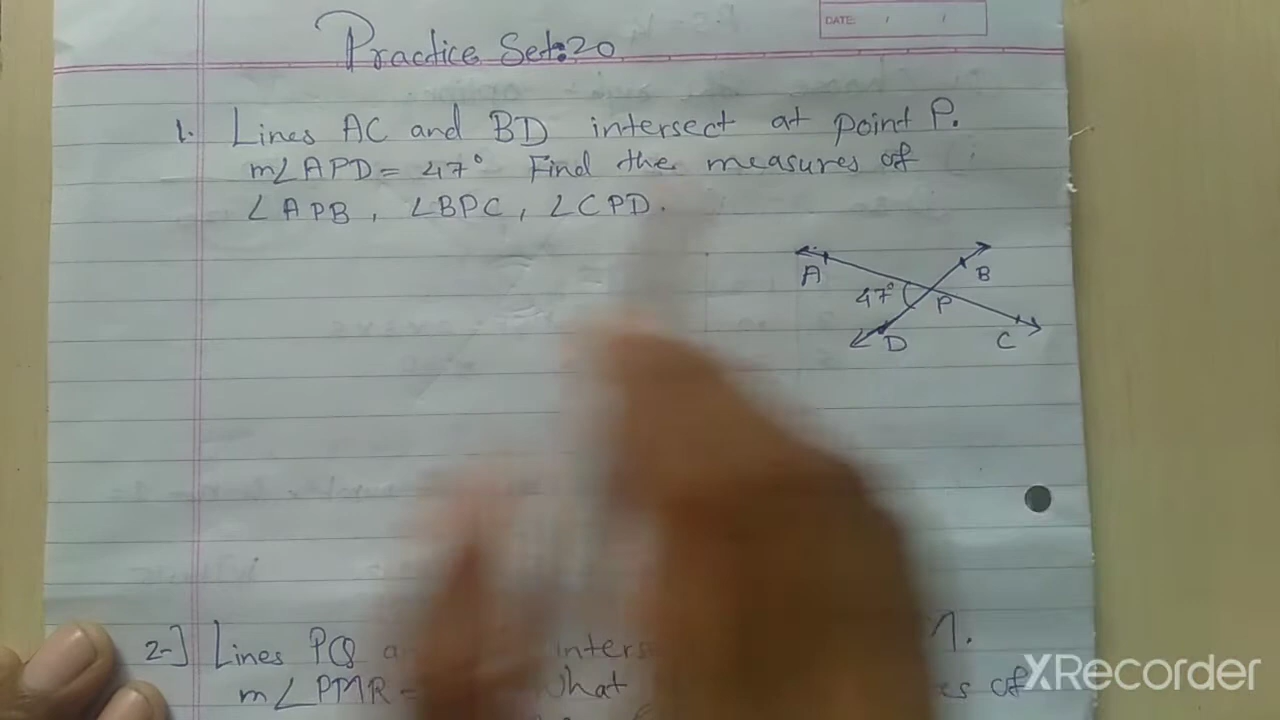 DATE: / /
Practice Set:20
1. Lines AC and BD intersect at point P.
m∠APD = 47° Find the measures of
∠APB, ∠BPC, ∠CPD.
A
B
47°
P
D
C
2-] Lines PQ
m∠PMR = What of
XRecorder